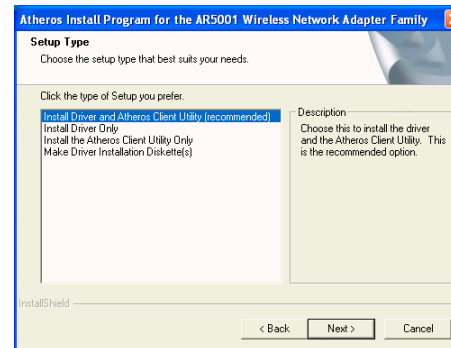 Atheros Install Program for the AR5001 Wireless Network Adapter Family
Setup Type
Choose the setup type that best suits your needs.
Click the type of Setup you prefer.
Install Driver and Atheros Client Utility (recommended)
Install Driver Only
Install the Atheros Client Utility Only
Make Driver Installation Diskette(s)
Description
Choose this to install the driver
and the Atheros Client Utility. This
is the recommended option.
InstallShield
< Back
Next >
Cancel